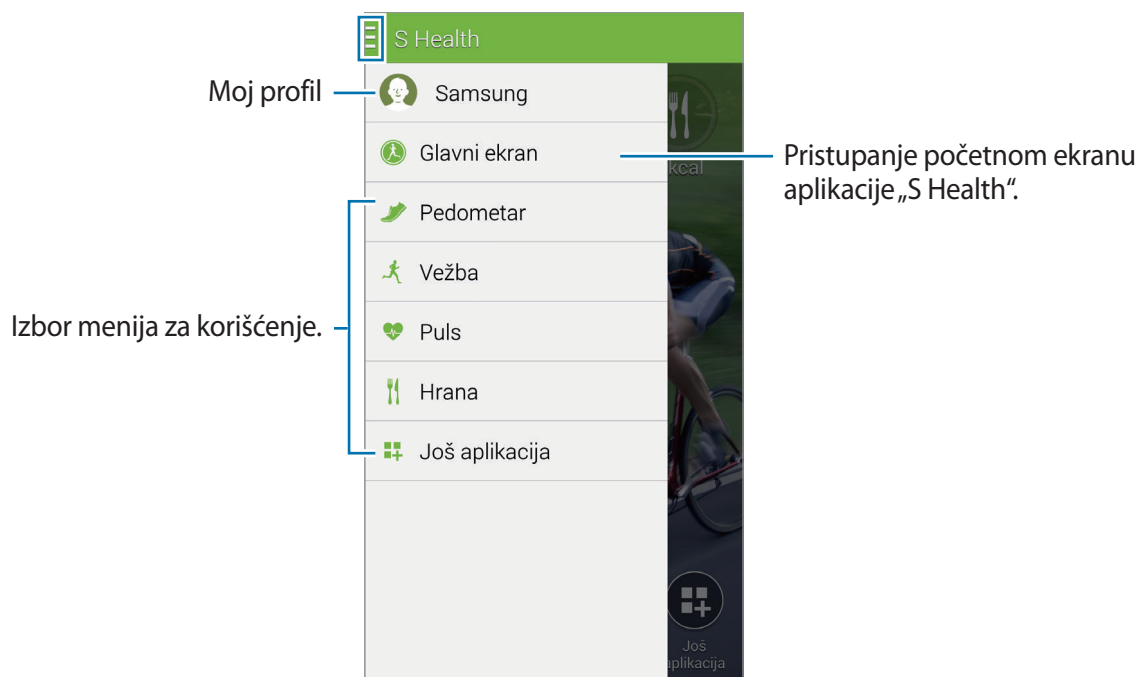 S Health
Moj profil
Samsung
Glavni ekran
kcal
Pristupanje početnom ekranu
aplikacije „S Health“.
Pedometar
Vežba
Izbor menija za korišćenje.
Puls
Hrana
Još aplikacija
Još
aplikacija